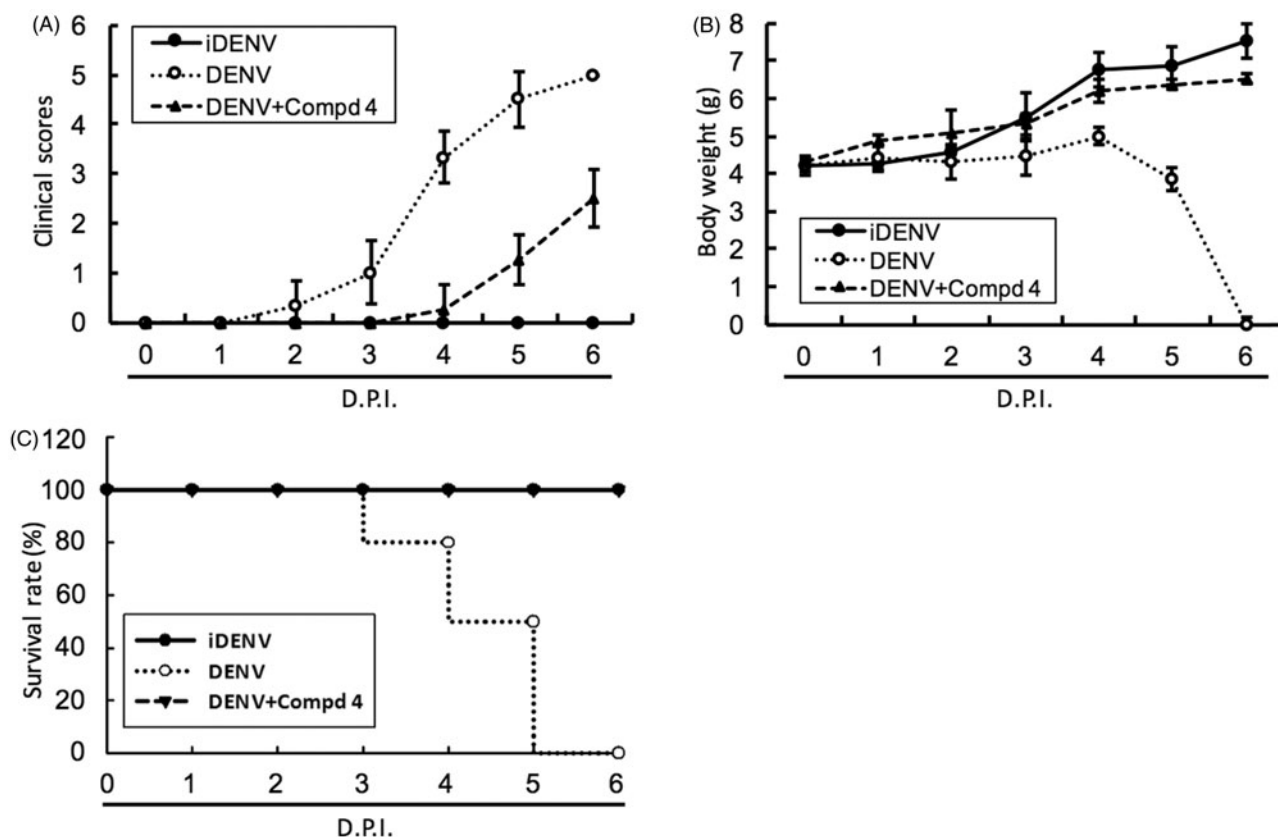 (A)
Clinical scores
6
5
4
3
2
1
0
iDENV
DENV
DENV+Compd 4
0 1 2 3 4 5 6
D.P.I.
(B)
Body weight (g)
8
7
6
5
4
3
2
1
0
iDENV
DENV
DENV+Compd 4
0 1 2 3 4 5 6
D.P.I.
(C)
Survival rate (%)
120
100
80
60
40
20
0
iDENV
DENV
DENV+Compd 4
0 1 2 3 4 5 6
D.P.I.